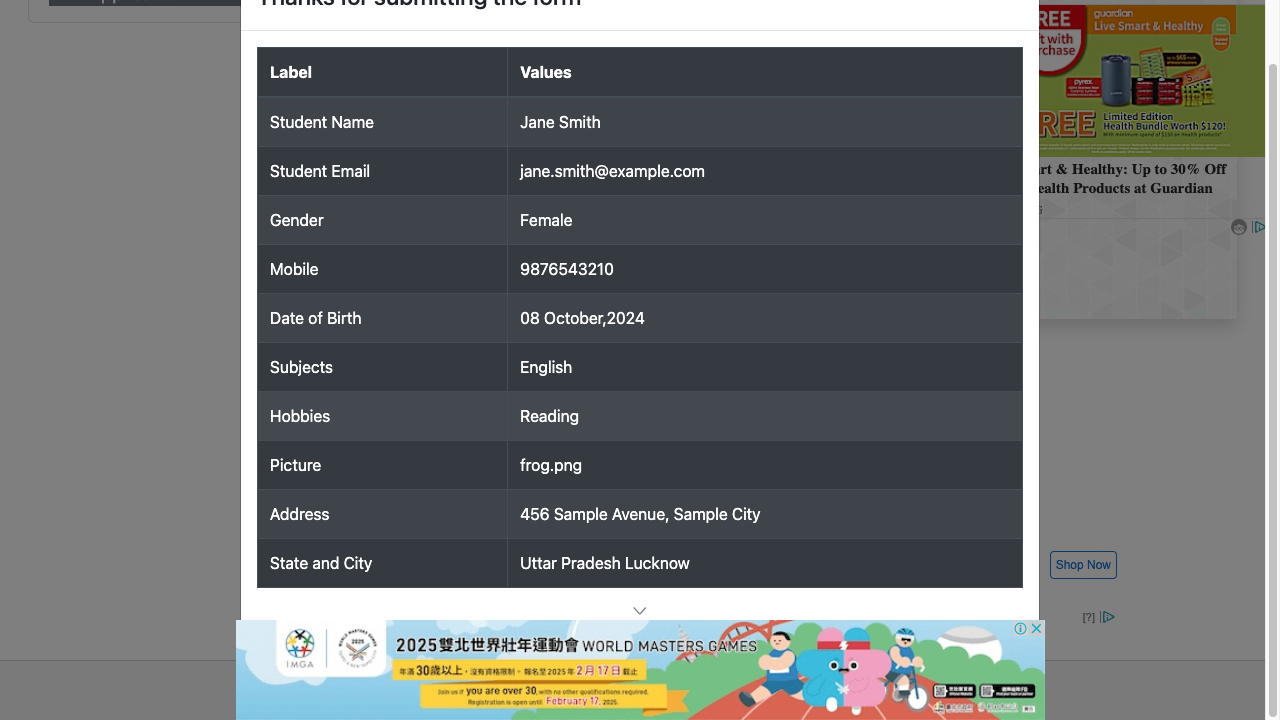 Thanks for submitting the form
Label Values
Student Name Jane Smith
Student Email jane.smith@example.com
Gender Female
Mobile 9876543210
Date of Birth 08 October,2024
Subjects English
Hobbies Reading
Picture frog.png
Address 456 Sample Avenue, Sample City
State and City Uttar Pradesh Lucknow
guardian
Live Smart & Healthy
REE
ft with
rchase
pyrex
REE
Limited Edition
Health Bundle Worth $120!
rt & Healthy: Up to 30% Off
ealth Products at Guardian
Shop Now
[?]
IMGA
2025雙北世界壯年運動會 WORLD MASTERS GAMES
年滿30歲以上,沒有資格限制,報名至2025年2月17日截止
Join us if you are over 30, with no other qualifications required.
Registration is open until February 17, 2025.